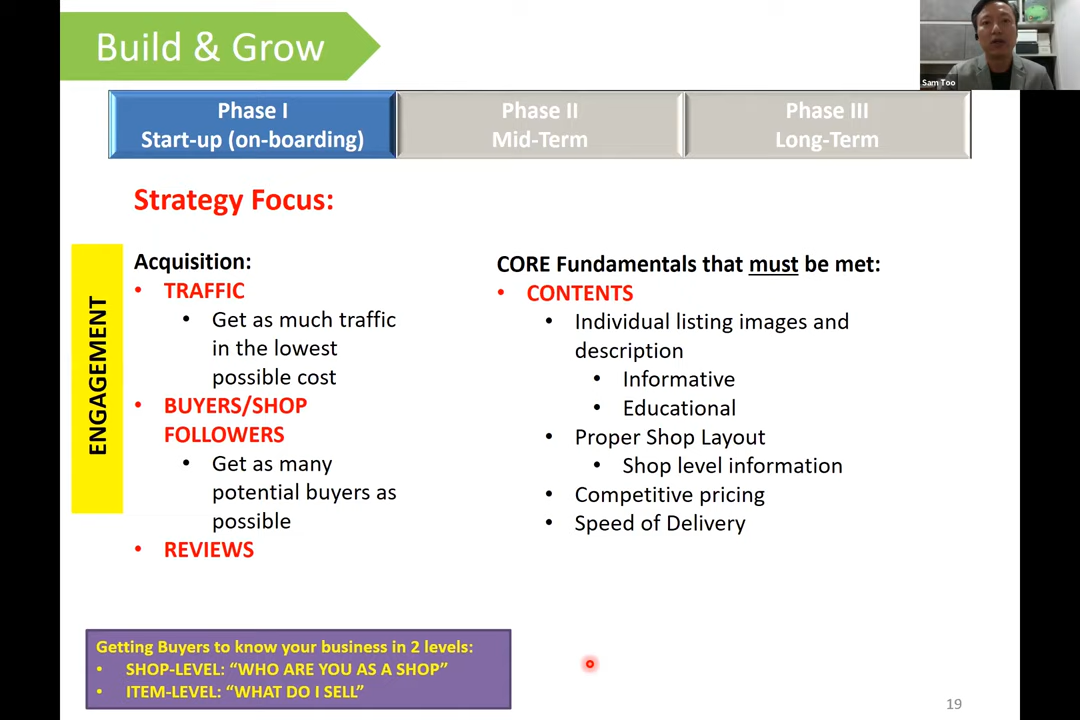 Build & Grow
Sam Too
Phase I
Start-up (on-boarding)
Phase II
Mid-Term
Phase III
Long-Term
Strategy Focus:
ENGAGEMENT
Acquisition:
• TRAFFIC
• Get as much traffic
in the lowest
possible cost
• BUYERS/SHOP
FOLLOWERS
• Get as many
potential buyers as
possible
• REVIEWS
CORE Fundamentals that must be met:
• CONTENTS
• Individual listing images and
description
• Informative
• Educational
• Proper Shop Layout
• Shop level information
• Competitive pricing
• Speed of Delivery
Getting Buyers to know your business in 2 levels:
• SHOP-LEVEL: “WHO ARE YOU AS A SHOP”
• ITEM-LEVEL: “WHAT DO I SELL”
19